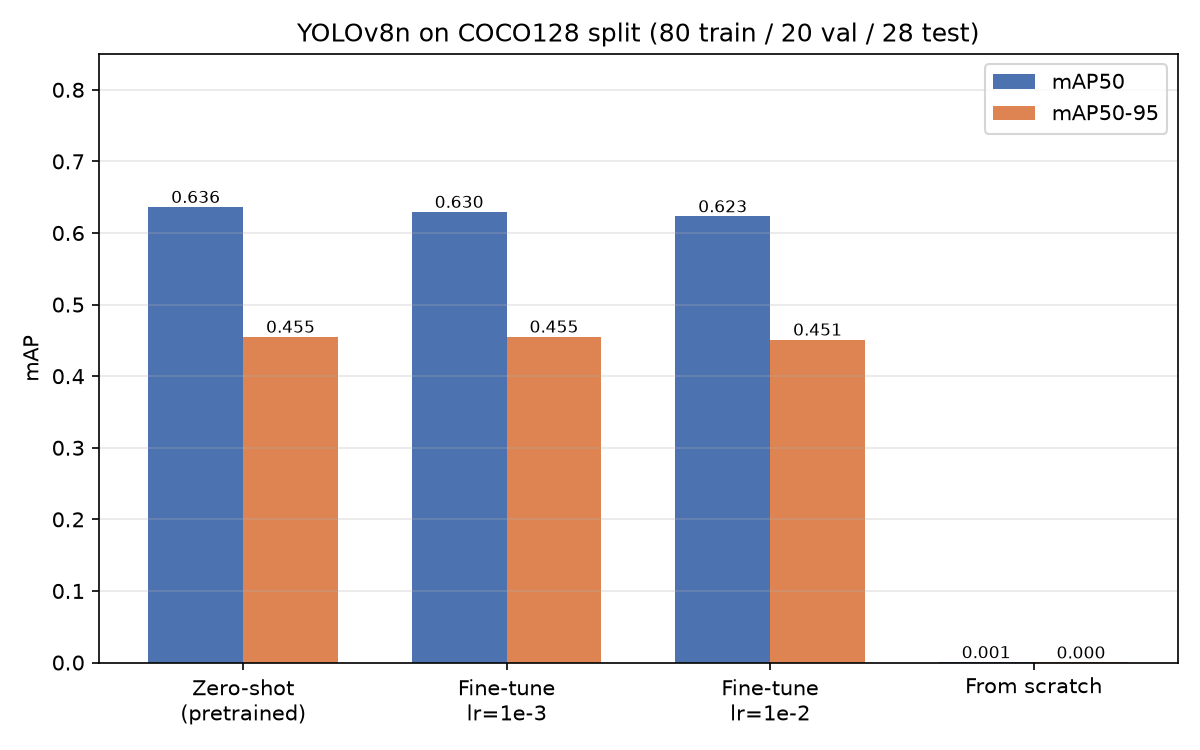 YOLOv8n on COCO128 split (80 train / 20 val / 28 test)
mAP50
mAP50-95
mAP
0.8
0.7
0.6
0.5
0.4
0.3
0.2
0.1
0.0
0.636
0.455
0.630
0.455
0.623
0.451
0.001
0.000
Zero-shot
(pretrained)
Fine-tune
lr=1e-3
Fine-tune
lr=1e-2
From scratch